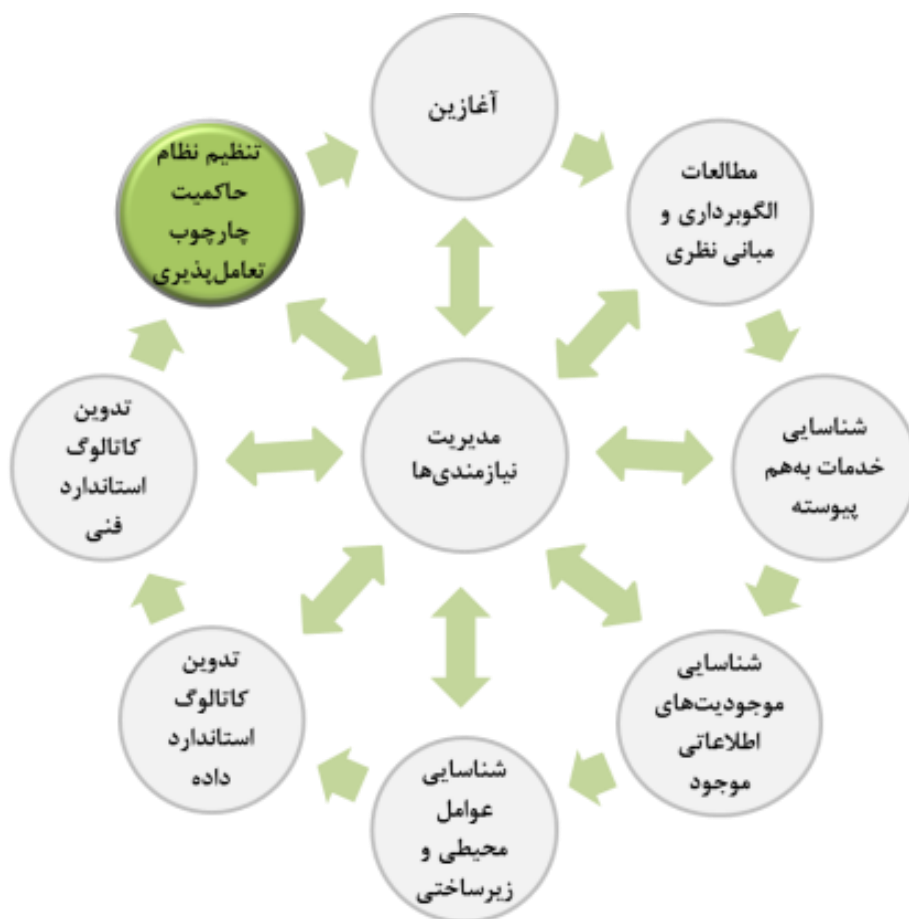 آغازین
مطالعات
الگوبرداری و
مبانی نظری
شناسایی
خدمات به‌هم
پیوسته
شناسایی
موجودیت‌های
اطلاعاتی
موجود
شناسایی
عوامل
محیطی و
زیرساختی
تدوین
کاتالوگ
استاندارد
داده
تدوین
کاتالوگ
استاندارد
فنی
تنظیم نظام
حاکمیت
چارچوب
تعامل‌پذیری
مدیریت
نیازمندی‌ها